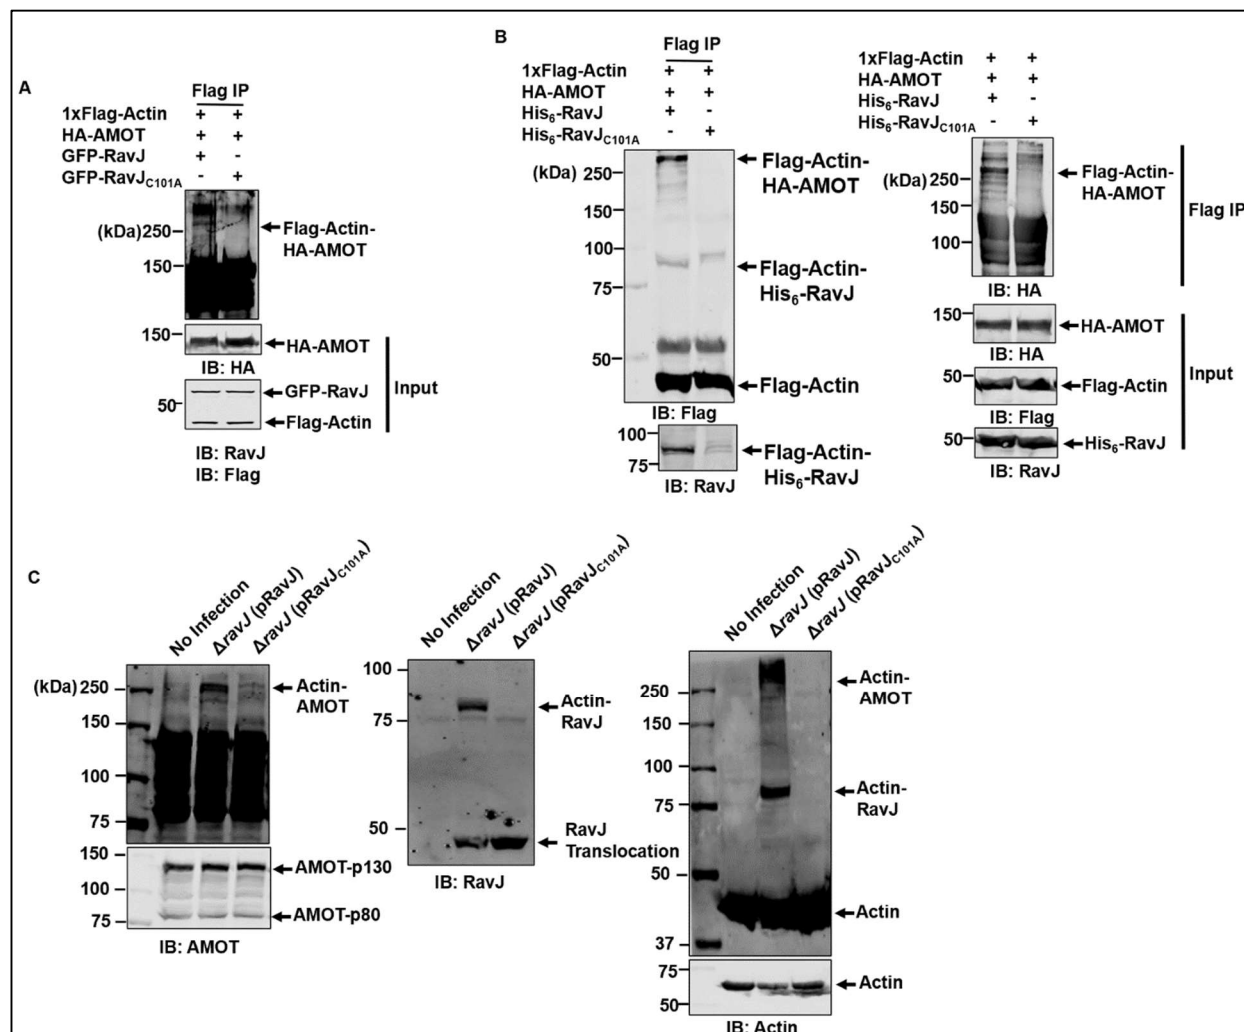 A
Flag IP
1xFlag-Actin + +
HA-AMOT + +
GFP-RavJ + -
GFP-RavJC101A - +
(kDa) 250
Flag-Actin-
HA-AMOT
150
150
HA-AMOT
IB: HA
GFP-RavJ
50
Flag-Actin
Input
IB: RavJ
IB: Flag
B
Flag IP
1xFlag-Actin + +
HA-AMOT + +
His6-RavJ + -
His6-RavJC101A - +
(kDa)
250
Flag-Actin-
HA-AMOT
150
100
Flag-Actin-
His6-RavJ
75
50
Flag-Actin
IB: Flag
100
Flag-Actin-
His6-RavJ
75
IB: RavJ
1xFlag-Actin + +
HA-AMOT + +
His6-RavJ + -
His6-RavJC101A - +
(kDa)
250
Flag-Actin-
HA-AMOT
150
100
Flag IP
IB: HA
150
HA-AMOT
IB: HA
50
Flag-Actin
Input
IB: Flag
50
His6-RavJ
IB: RavJ
C
No Infection
ΔravJ (pRavJ)
ΔravJ (pRavJC101A)
(kDa) 250
Actin-
AMOT
150
100
75
150
AMOT-p130
100
75
AMOT-p80
IB: AMOT
No Infection
ΔravJ (pRavJ)
ΔravJ (pRavJC101A)
100
Actin-
RavJ
75
50
RavJ
Translocation
IB: RavJ
No Infection
ΔravJ (pRavJ)
ΔravJ (pRavJC101A)
250
Actin-
AMOT
150
100
75
Actin-
RavJ
50
Actin
37
75
Actin
50
IB: Actin